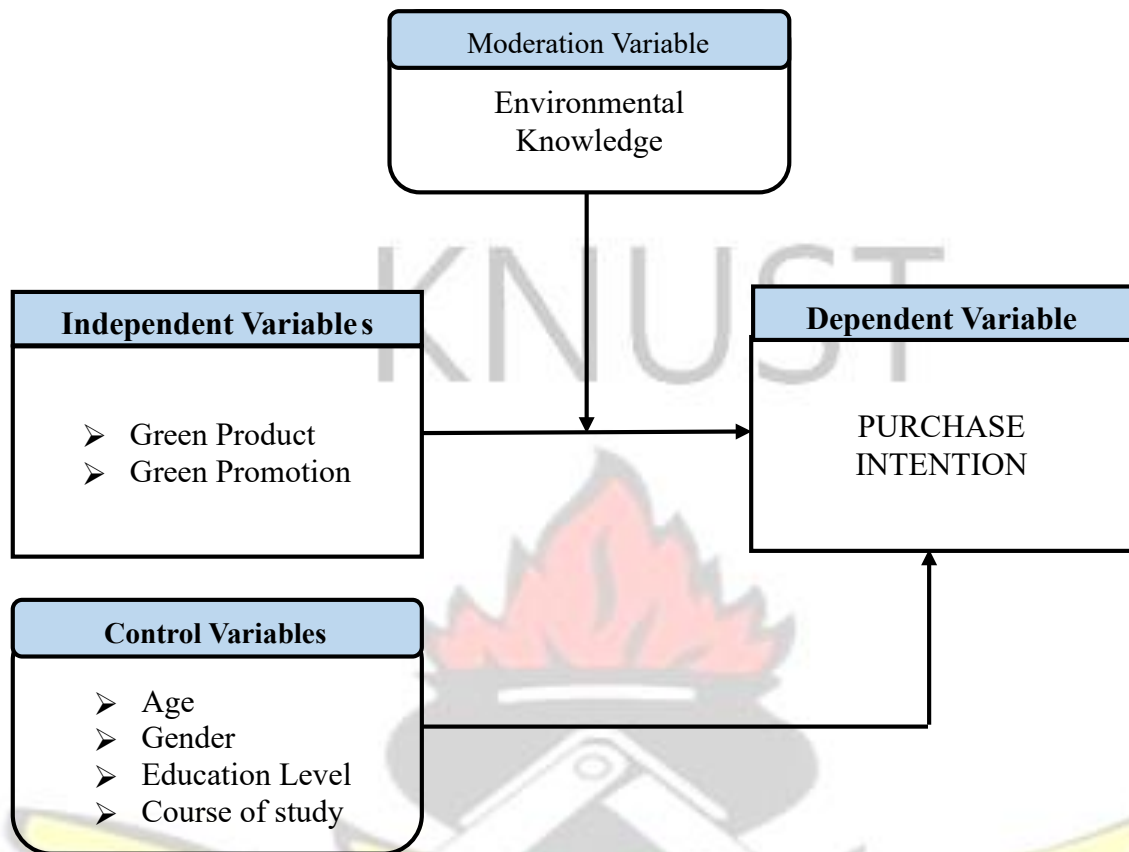 Moderation Variable
Environmental
Knowledge
KNUST
Independent Variables
➢ Green Product
➢ Green Promotion
Dependent Variable
PURCHASE
INTENTION
Control Variables
➢ Age
➢ Gender
➢ Education Level
➢ Course of study